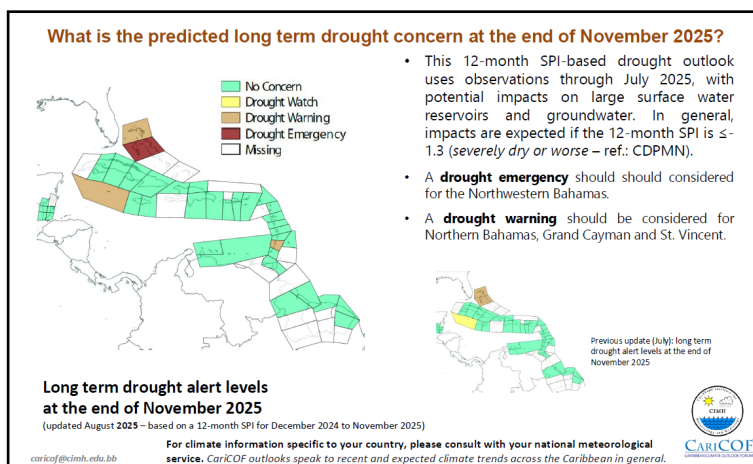 What is the predicted long term drought concern at the end of November 2025?
No Concern
Drought Watch
Drought Warning
Drought Emergency
Missing
• This 12-month SPI-based drought outlook
uses observations through July 2025, with
potential impacts on large surface water
reservoirs and groundwater. In general,
impacts are expected if the 12-month SPI is ≤-
1.3 (severely dry or worse – ref.: CDPMN).
• A drought emergency should should considered
for the Northwestern Bahamas.
• A drought warning should be considered for
Northern Bahamas, Grand Cayman and St. Vincent.
Previous update (July): long term
drought alert levels at the end of
November 2025
Long term drought alert levels
at the end of November 2025
(updated August 2025 – based on a 12-month SPI for December 2024 to November 2025)
caricof@cimh.edu.bb
For climate information specific to your country, please consult with your national meteorological
service. CariCOF outlooks speak to recent and expected climate trends across the Caribbean in general.
CIMH
CARICOF
CARIBBEAN CLIMATE OUTLOOK FORUM